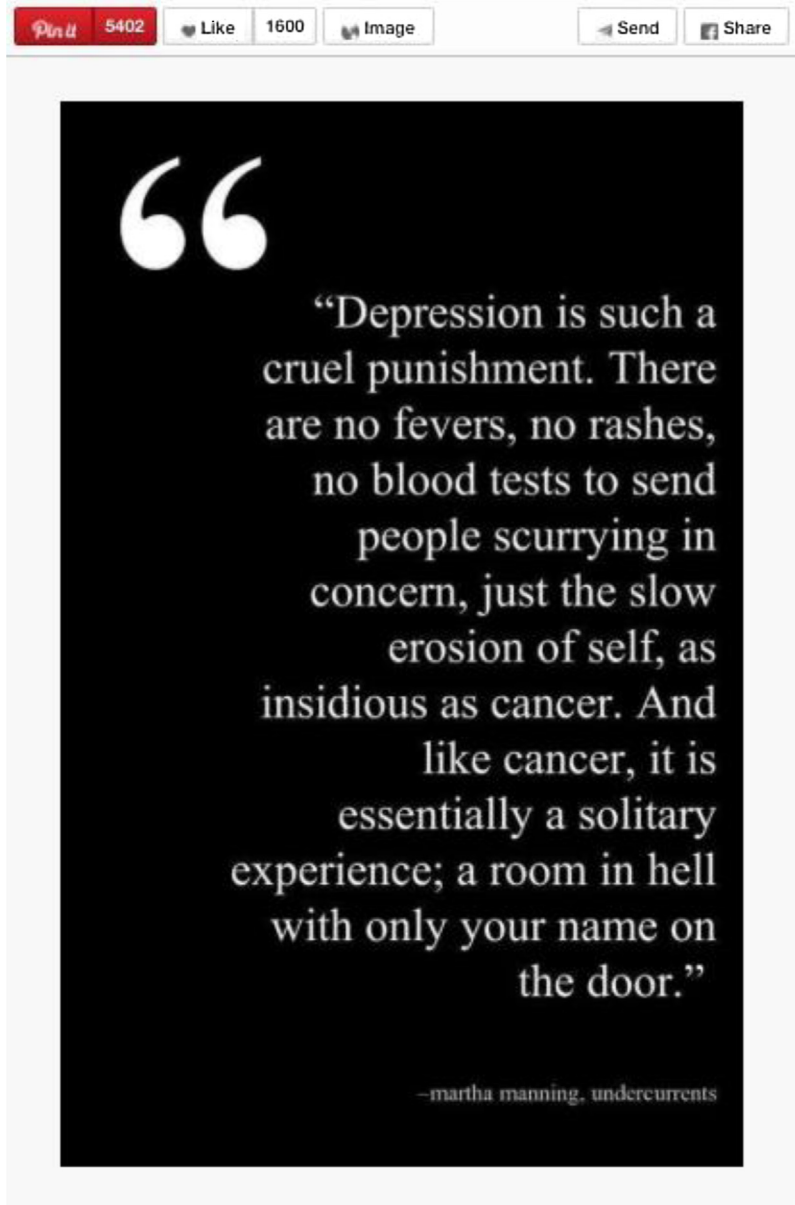 Pin it 5402 Like 1600 Image Send Share
“Depression is such a
cruel punishment. There
are no fevers, no rashes,
no blood tests to send
people scurrying in
concern, just the slow
erosion of self, as
insidious as cancer. And
like cancer, it is
essentially a solitary
experience; a room in hell
with only your name on
the door.”
–martha manning, undercurrents